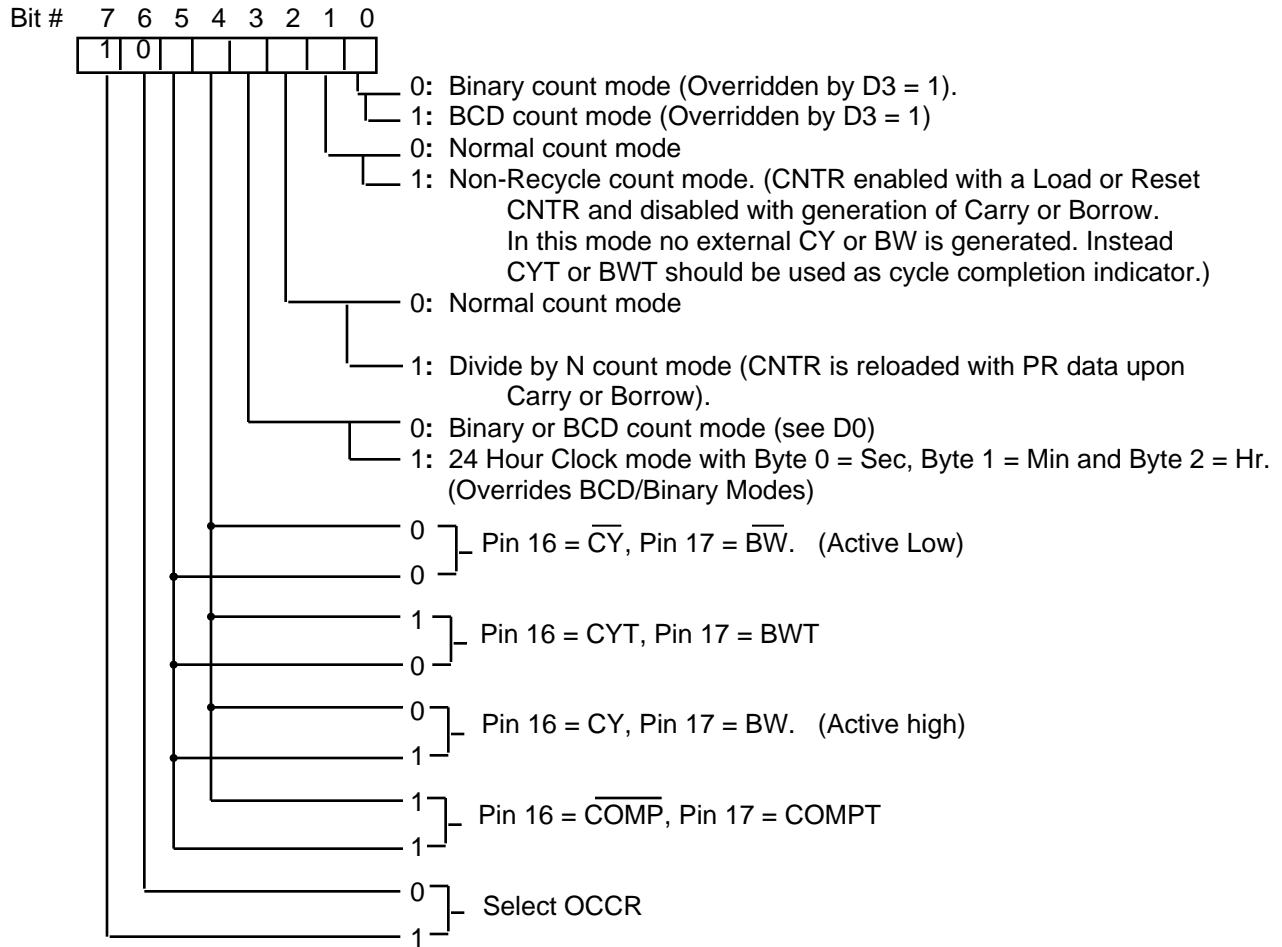 Bit # 7 6 5 4 3 2 1 0
1 0
0: Binary count mode (Overridden by D3 = 1).
1: BCD count mode (Overridden by D3 = 1)
0: Normal count mode
1: Non-Recycle count mode. (CNTR enabled with a Load or Reset
CNTR and disabled with generation of Carry or Borrow.
In this mode no external CY or BW is generated. Instead
CYT or BWT should be used as cycle completion indicator.)
0: Normal count mode
1: Divide by N count mode (CNTR is reloaded with PR data upon
Carry or Borrow).
0: Binary or BCD count mode (see D0)
1: 24 Hour Clock mode with Byte 0 = Sec, Byte 1 = Min and Byte 2 = Hr.
(Overrides BCD/Binary Modes)
0
Pin 16 = C̅Y̅, Pin 17 = B̅W̅. (Active Low)
0
1
Pin 16 = CYT, Pin 17 = BWT
0
0
Pin 16 = CY, Pin 17 = BW. (Active high)
1
1
Pin 16 = C̅O̅M̅P̅, Pin 17 = COMPT
1
0
Select OCCR
1